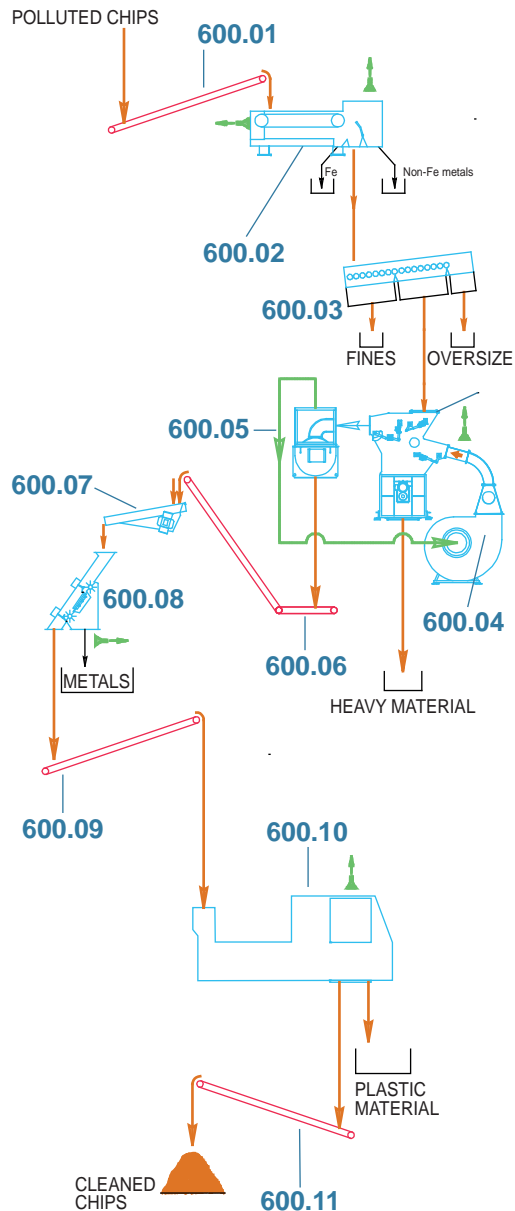 POLLUTED CHIPS
600.01
Fe
Non-Fe metals
600.02
600.03
FINES
OVERSIZE
600.05
600.07
600.08
600.04
600.06
METALS
HEAVY MATERIAL
600.09
600.10
PLASTIC
MATERIAL
CLEANED
CHIPS
600.11